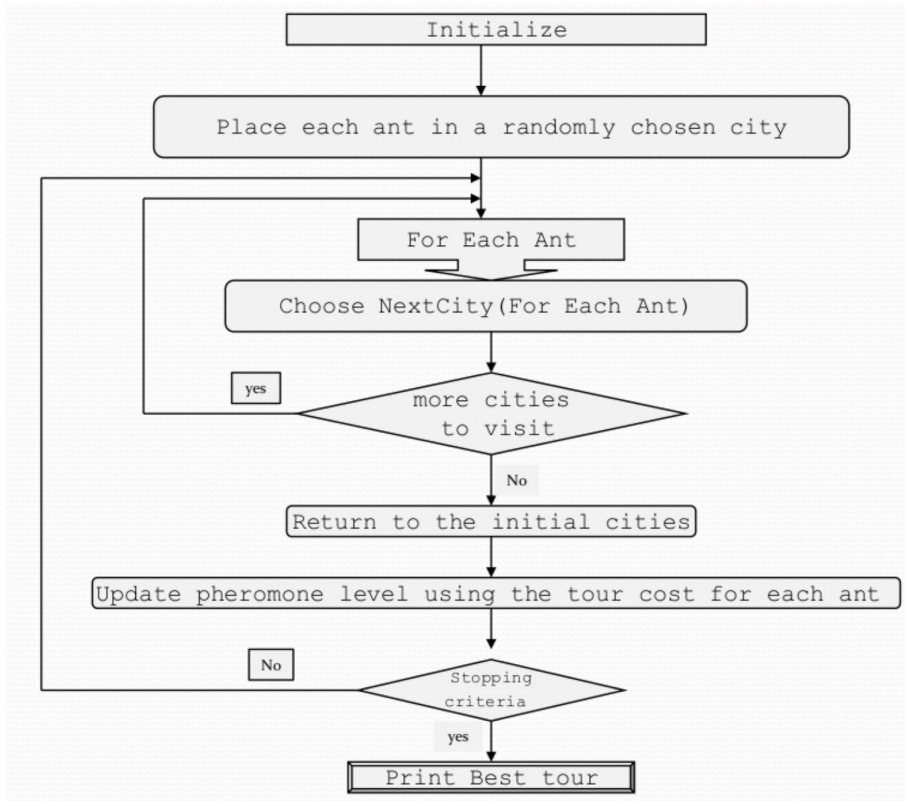 Initialize
Place each ant in a randomly chosen city
For Each Ant
Choose NextCity(For Each Ant)
yes
more cities
to visit
No
Return to the initial cities
Update pheromone level using the tour cost for each ant
No
Stopping
criteria
yes
Print Best tour